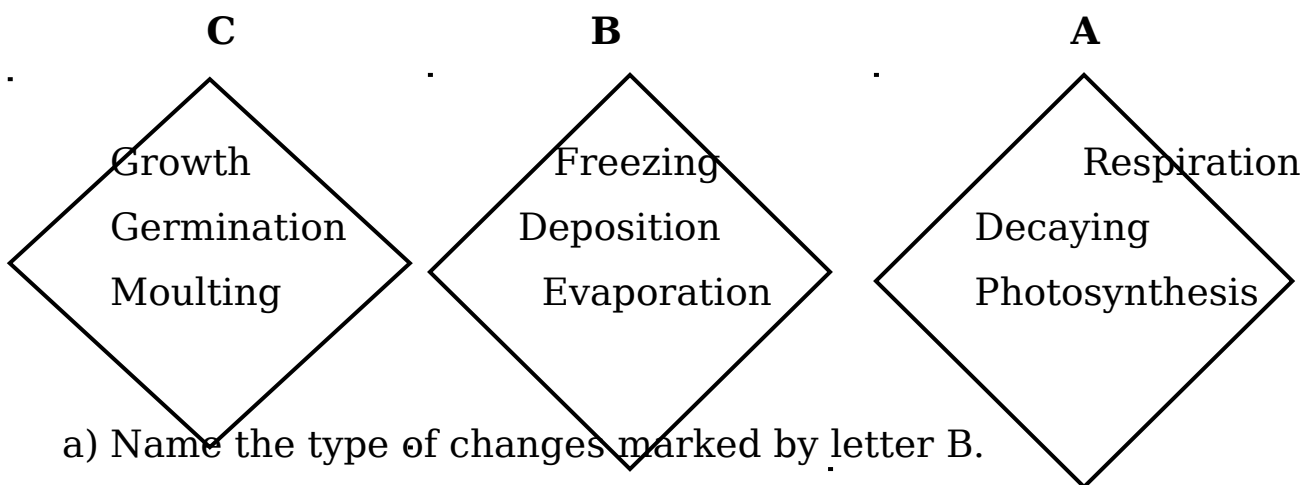 C B A
Growth Freezing Respiration
Germination Deposition Decaying
Moulting Evaporation Photosynthesis
a) Name the type of changes marked by letter B.